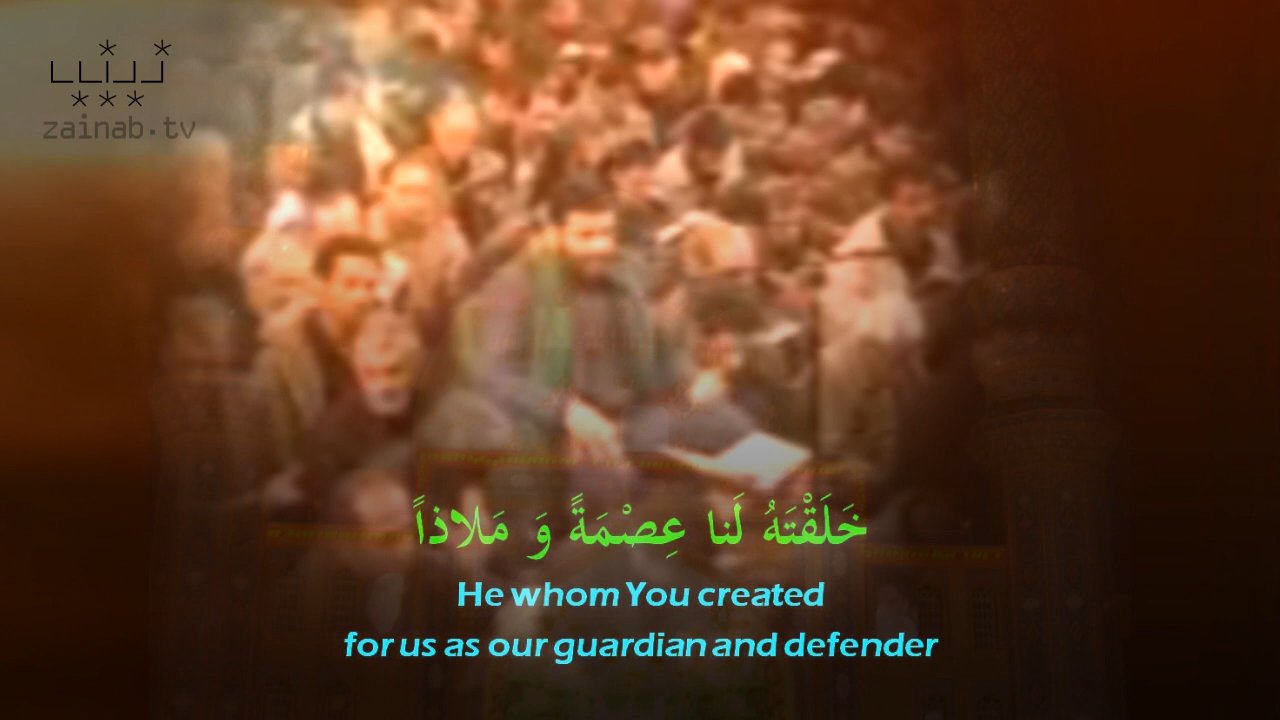 zainab.tv
خَلَقْتَهُ لَنا عِصْمَةً وَ مَلاذاً
He whom You created
for us as our guardian and defender